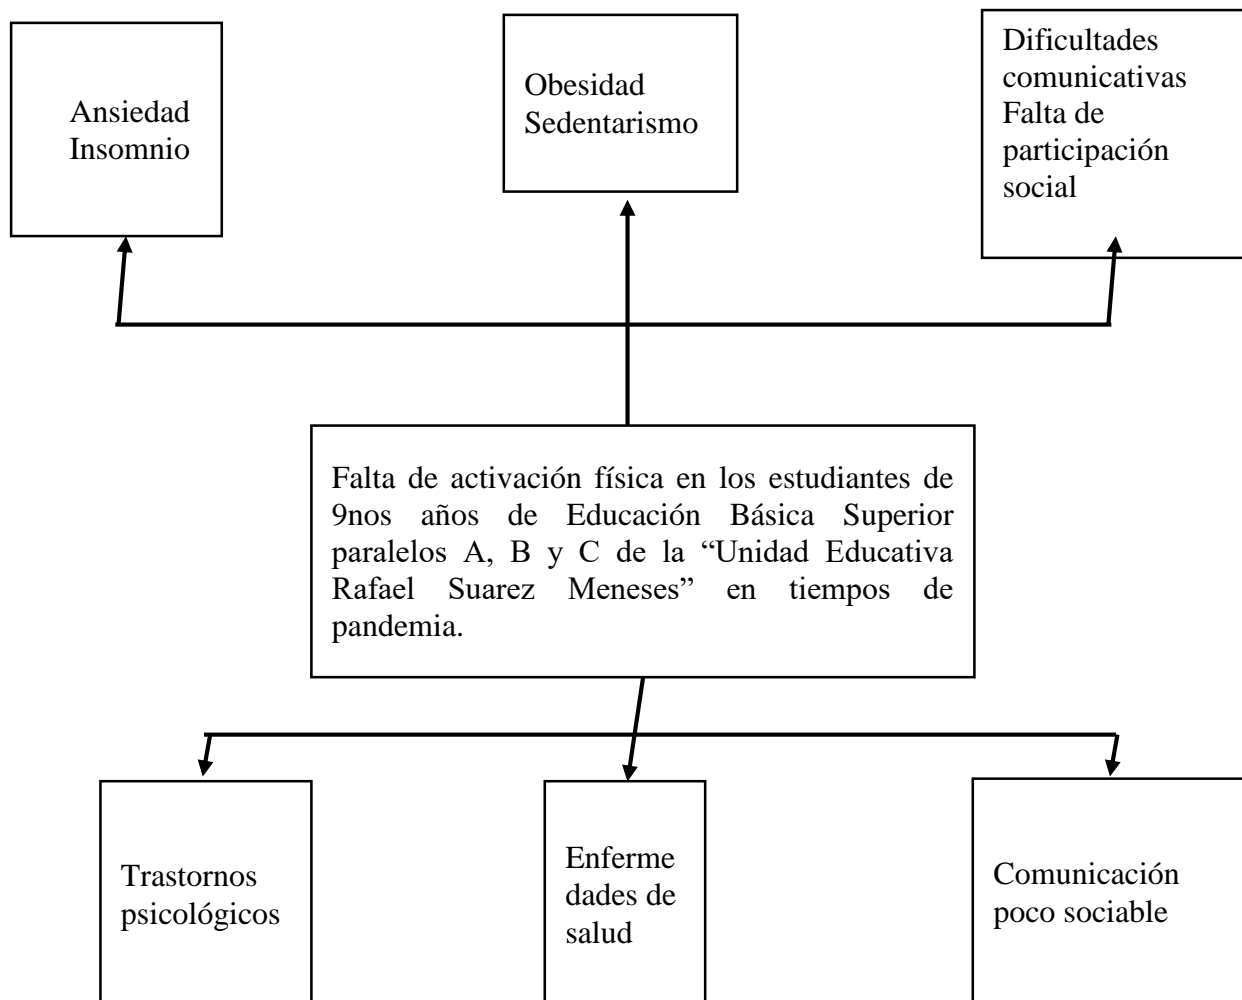 Ansiedad
Insomnio
Obesidad
Sedentarismo
Dificultades
comunicativas
Falta de
participación
social
Falta de activación física en los estudiantes de
9nos años de Educación Básica Superior
paralelos A, B y C de la “Unidad Educativa
Rafael Suarez Meneses” en tiempos de
pandemia.
Trastornos
psicológicos
Enferme
dades de
salud
Comunicación
poco sociable